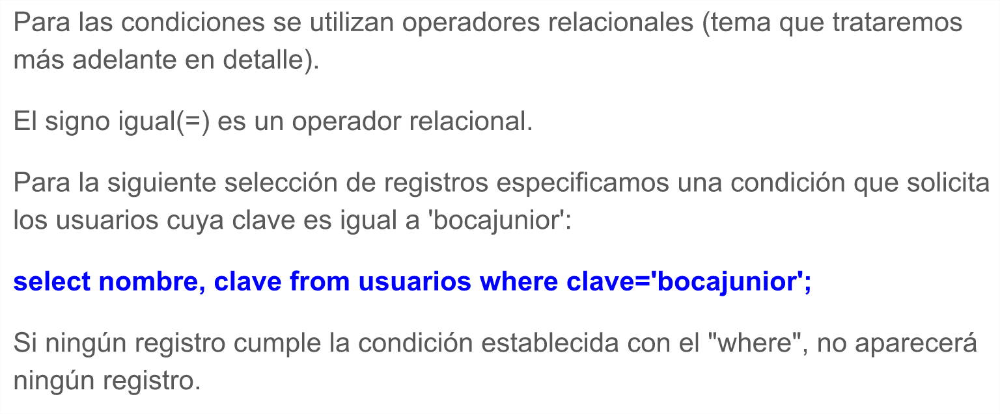 Para las condiciones se utilizan operadores relacionales (tema que trataremos
más adelante en detalle).
El signo igual(=) es un operador relacional.
Para la siguiente selección de registros especificamos una condición que solicita
los usuarios cuya clave es igual a 'bocajunior':
select nombre, clave from usuarios where clave='bocajunior';
Si ningún registro cumple la condición establecida con el "where", no aparecerá
ningún registro.